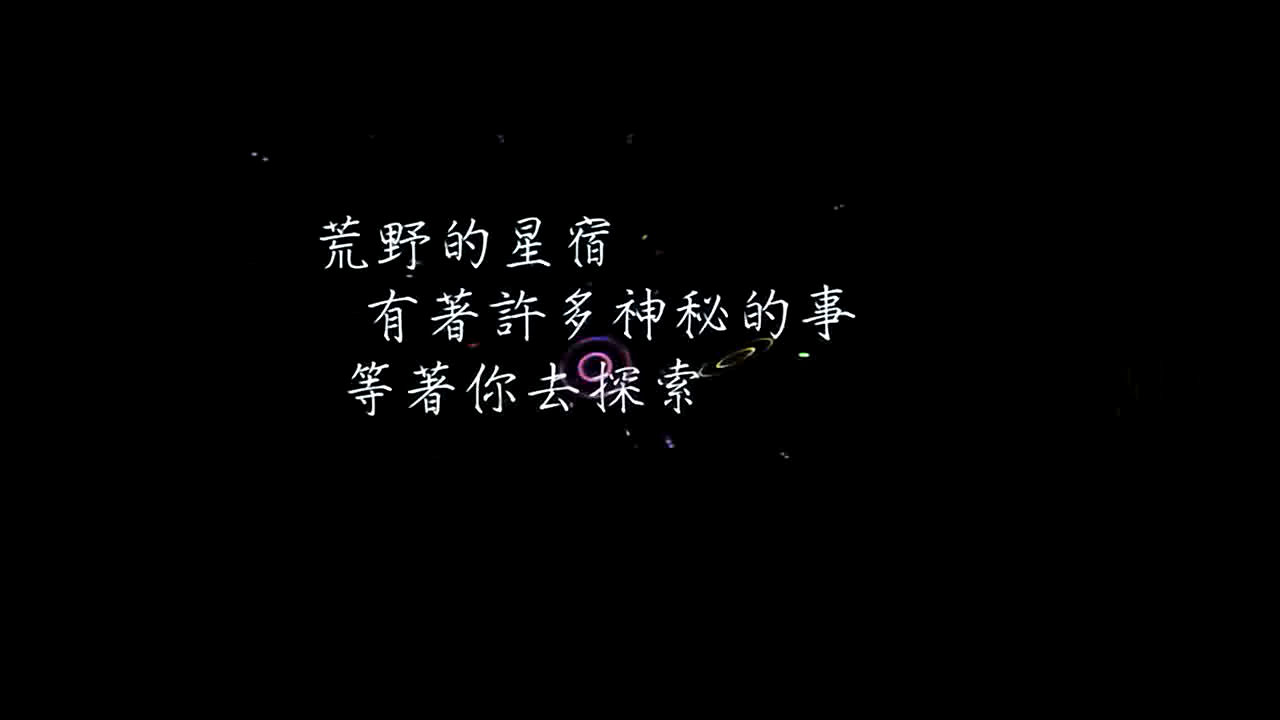 荒野的星宿
有著許多神秘的事
等著你去探索